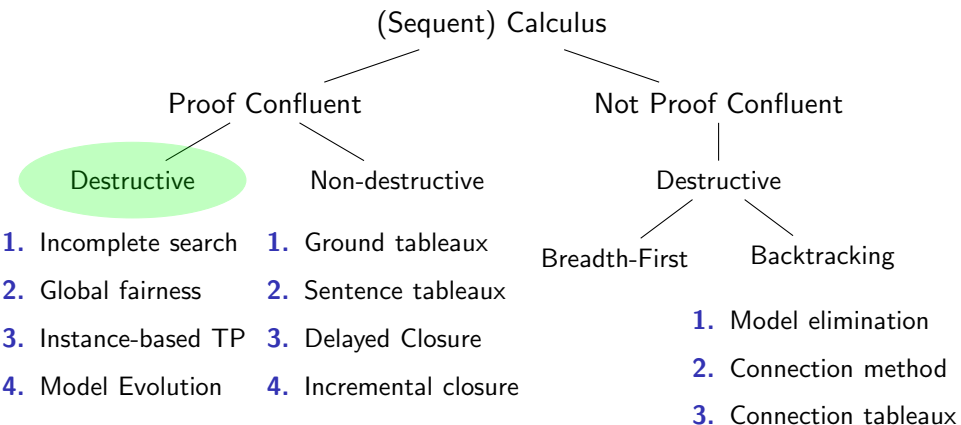 (Sequent) Calculus
Proof Confluent
Not Proof Confluent
Destructive
Non-destructive
Destructive
1. Incomplete search
2. Global fairness
3. Instance-based TP
4. Model Evolution
1. Ground tableaux
2. Sentence tableaux
3. Delayed Closure
4. Incremental closure
Breadth-First
Backtracking
1. Model elimination
2. Connection method
3. Connection tableaux